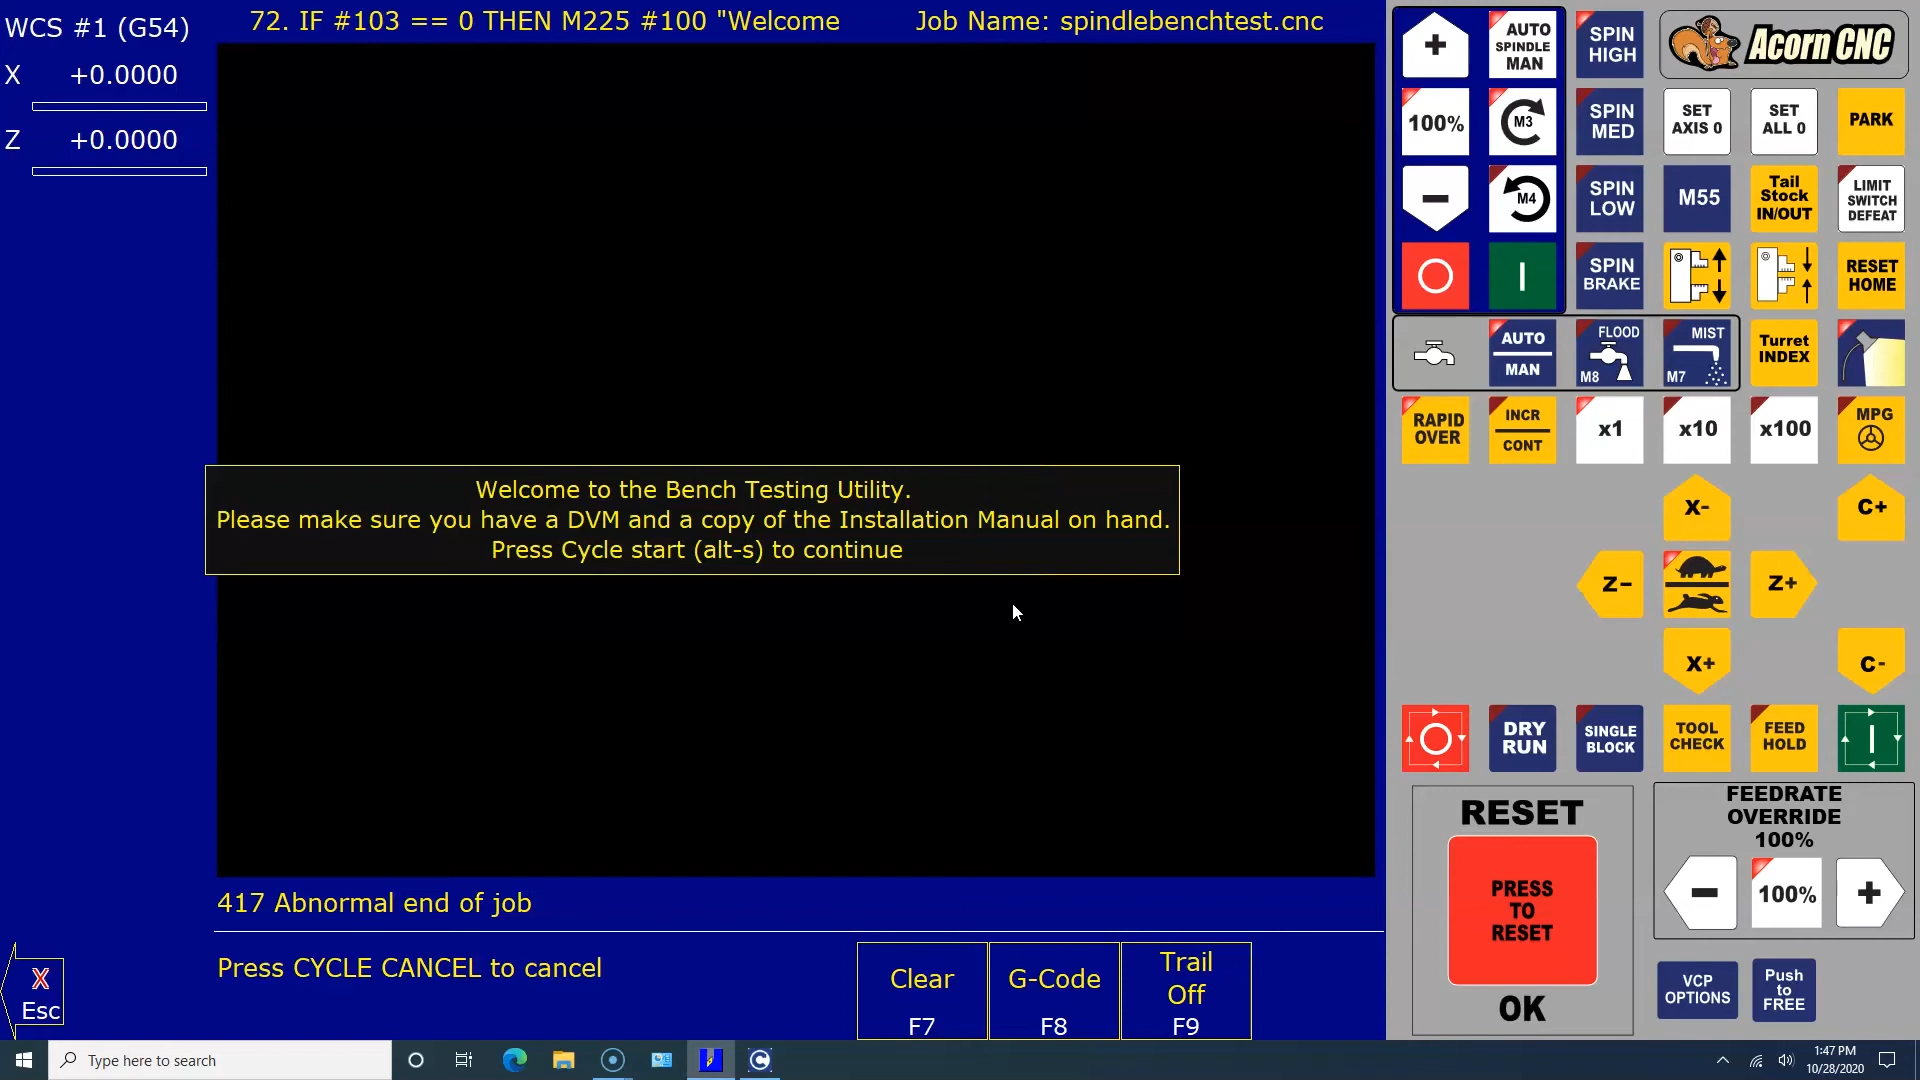 WCS #1 (G54)
72. IF #103 == 0 THEN M225 #100 "Welcome
Job Name: spindlebenchtest.cnc
X +0.0000
Z +0.0000
Welcome to the Bench Testing Utility.
Please make sure you have a DVM and a copy of the Installation Manual on hand.
Press Cycle start (alt-s) to continue
417 Abnormal end of job
Press CYCLE CANCEL to cancel
X
Esc
Clear
F7
G-Code
F8
Trail
Off
F9
+
AUTO
SPINDLE
MAN
SPIN
HIGH
Acorn CNC
100%
M3
SPIN
MED
SET
AXIS 0
SET
ALL 0
PARK
−
M4
SPIN
LOW
M55
Tail
Stock
IN/OUT
LIMIT
SWITCH
DEFEAT
SPIN
BRAKE
RESET
HOME
AUTO
MAN
FLOOD
M8
MIST
M7
Turret
INDEX
RAPID
OVER
INCR
CONT
x1
x10
x100
MPG
X-
C+
Z−
Z+
X+
C-
DRY
RUN
SINGLE
BLOCK
TOOL
CHECK
FEED
HOLD
RESET
PRESS
TO
RESET
OK
FEEDRATE
OVERRIDE
100%
−
100%
+
VCP
OPTIONS
Push
to
FREE
Type here to search
1:47 PM
10/28/2020